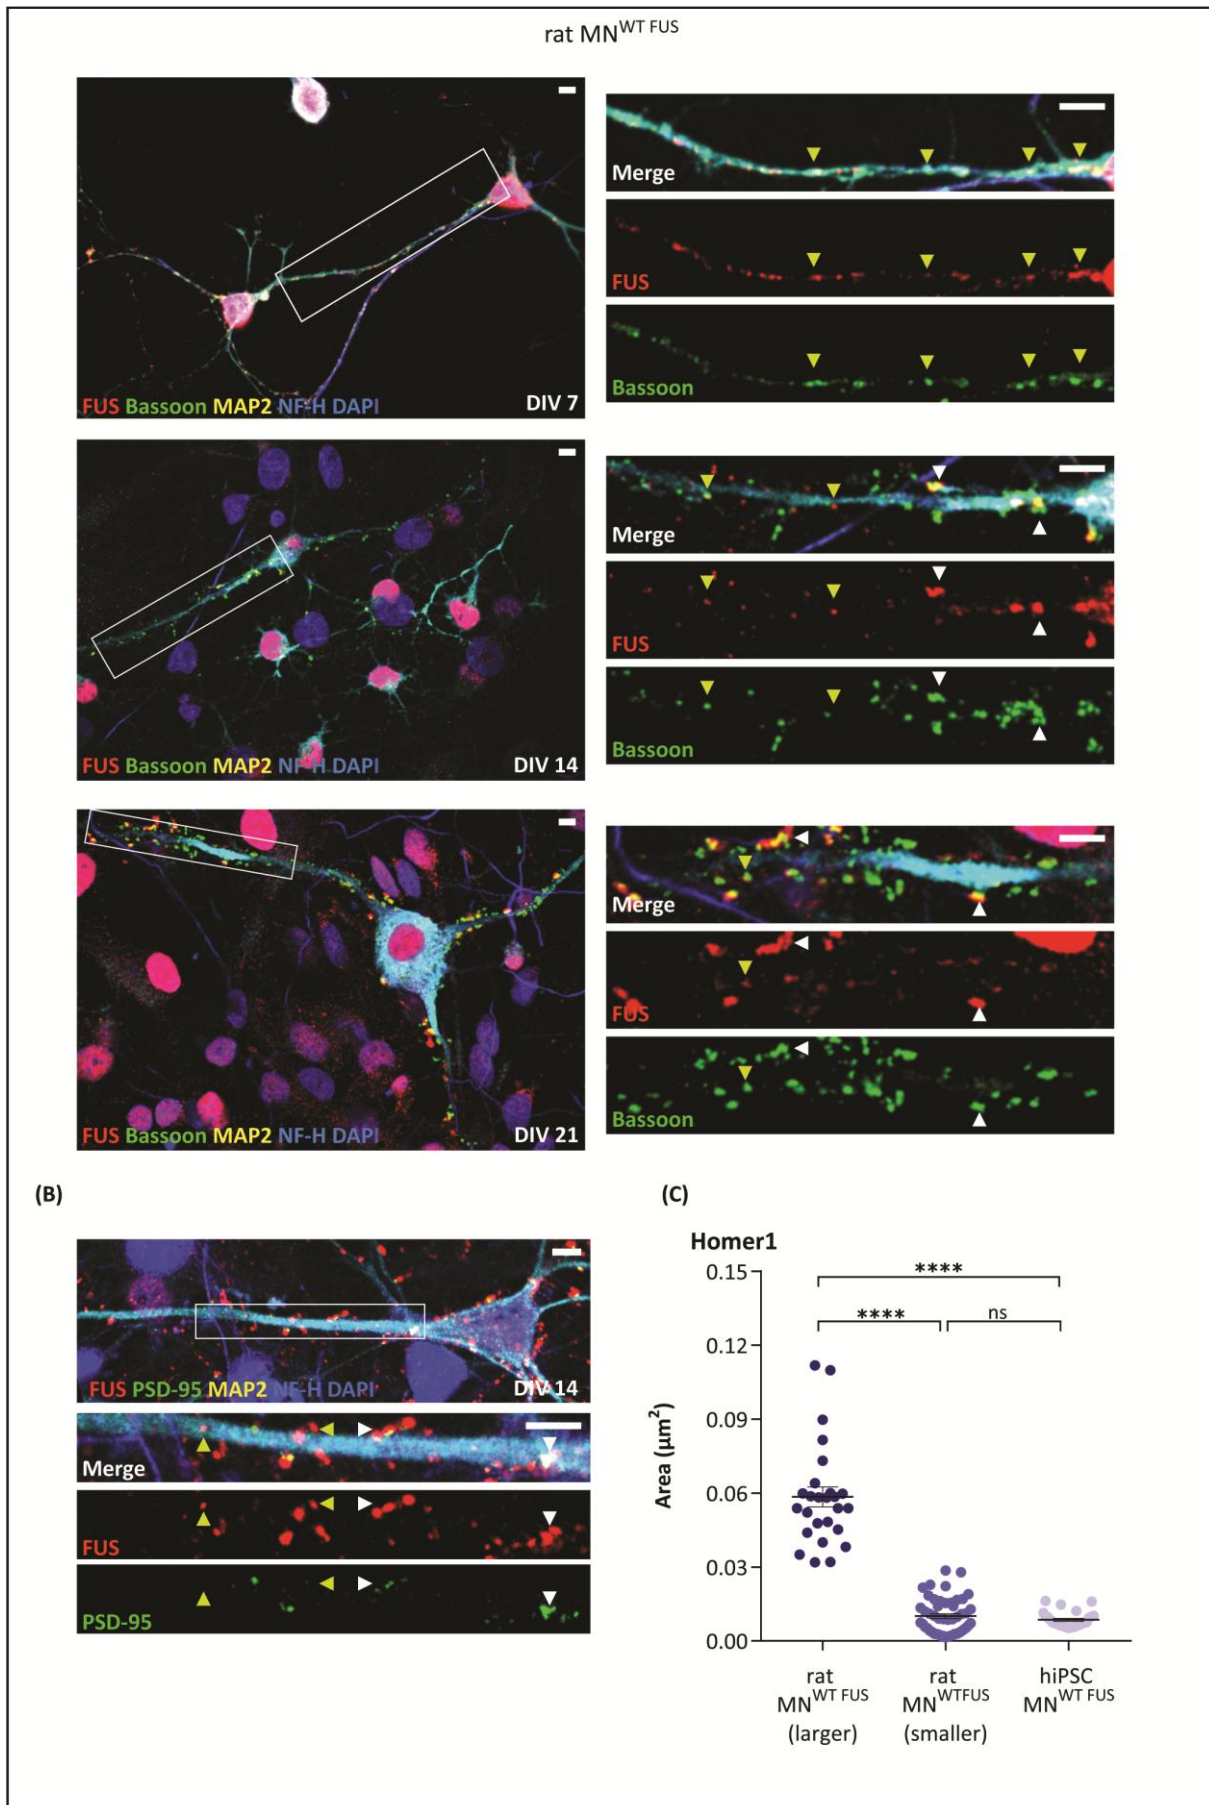 rat MN^WT FUS
FUS Bassoon MAP2 NF-H DAPI
DIV 7
Merge
FUS
Bassoon
FUS Bassoon MAP2 NF-H DAPI
DIV 14
Merge
FUS
Bassoon
FUS Bassoon MAP2 NF-H DAPI
DIV 21
Merge
FUS
Bassoon
(B)
FUS PSD-95 MAP2 NF-H DAPI
DIV 14
Merge
FUS
PSD-95
(C)
Homer1
Area (µm²)
0.15
0.12
0.09
0.06
0.03
0.00
****
****
ns
rat
MN^WT FUS
(larger)
rat
MN^WTFUS
(smaller)
hiPSC
MN^WT FUS